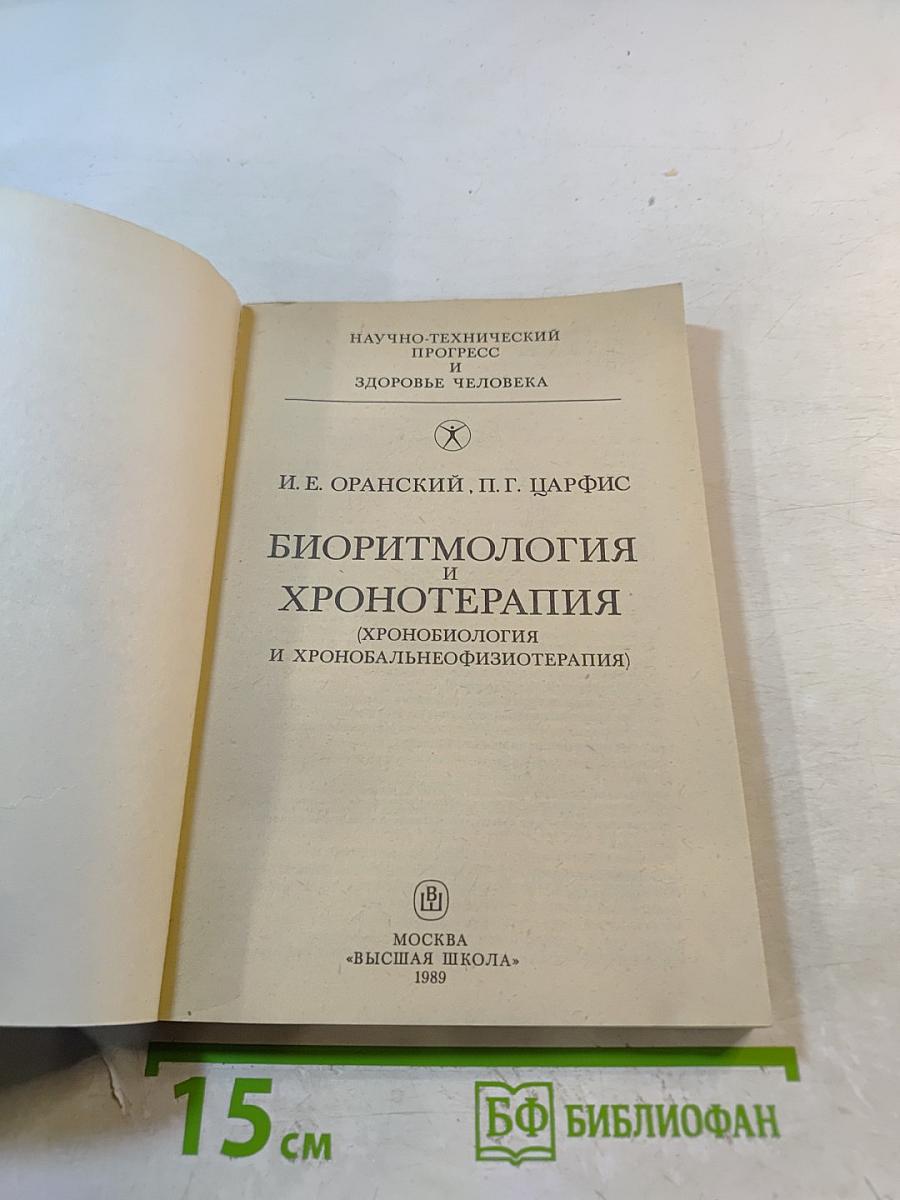 НАУЧНО-ТЕХНИЧЕСКИЙ
ПРОГРЕСС
И
ЗДОРОВЬЕ ЧЕЛОВЕКА
И. Е. ОРАНСКИЙ, П. Г. ЦАРФИС
БИОРИТМОЛОГИЯ
И
ХРОНОТЕРАПИЯ
(ХРОНОБИОЛОГИЯ
И ХРОНОБАЛЬНЕОФИЗИОТЕРАПИЯ)
ВШ
МОСКВА
«ВЫСШАЯ ШКОЛА»
1989
15 см
БФ БИБЛИОФАН